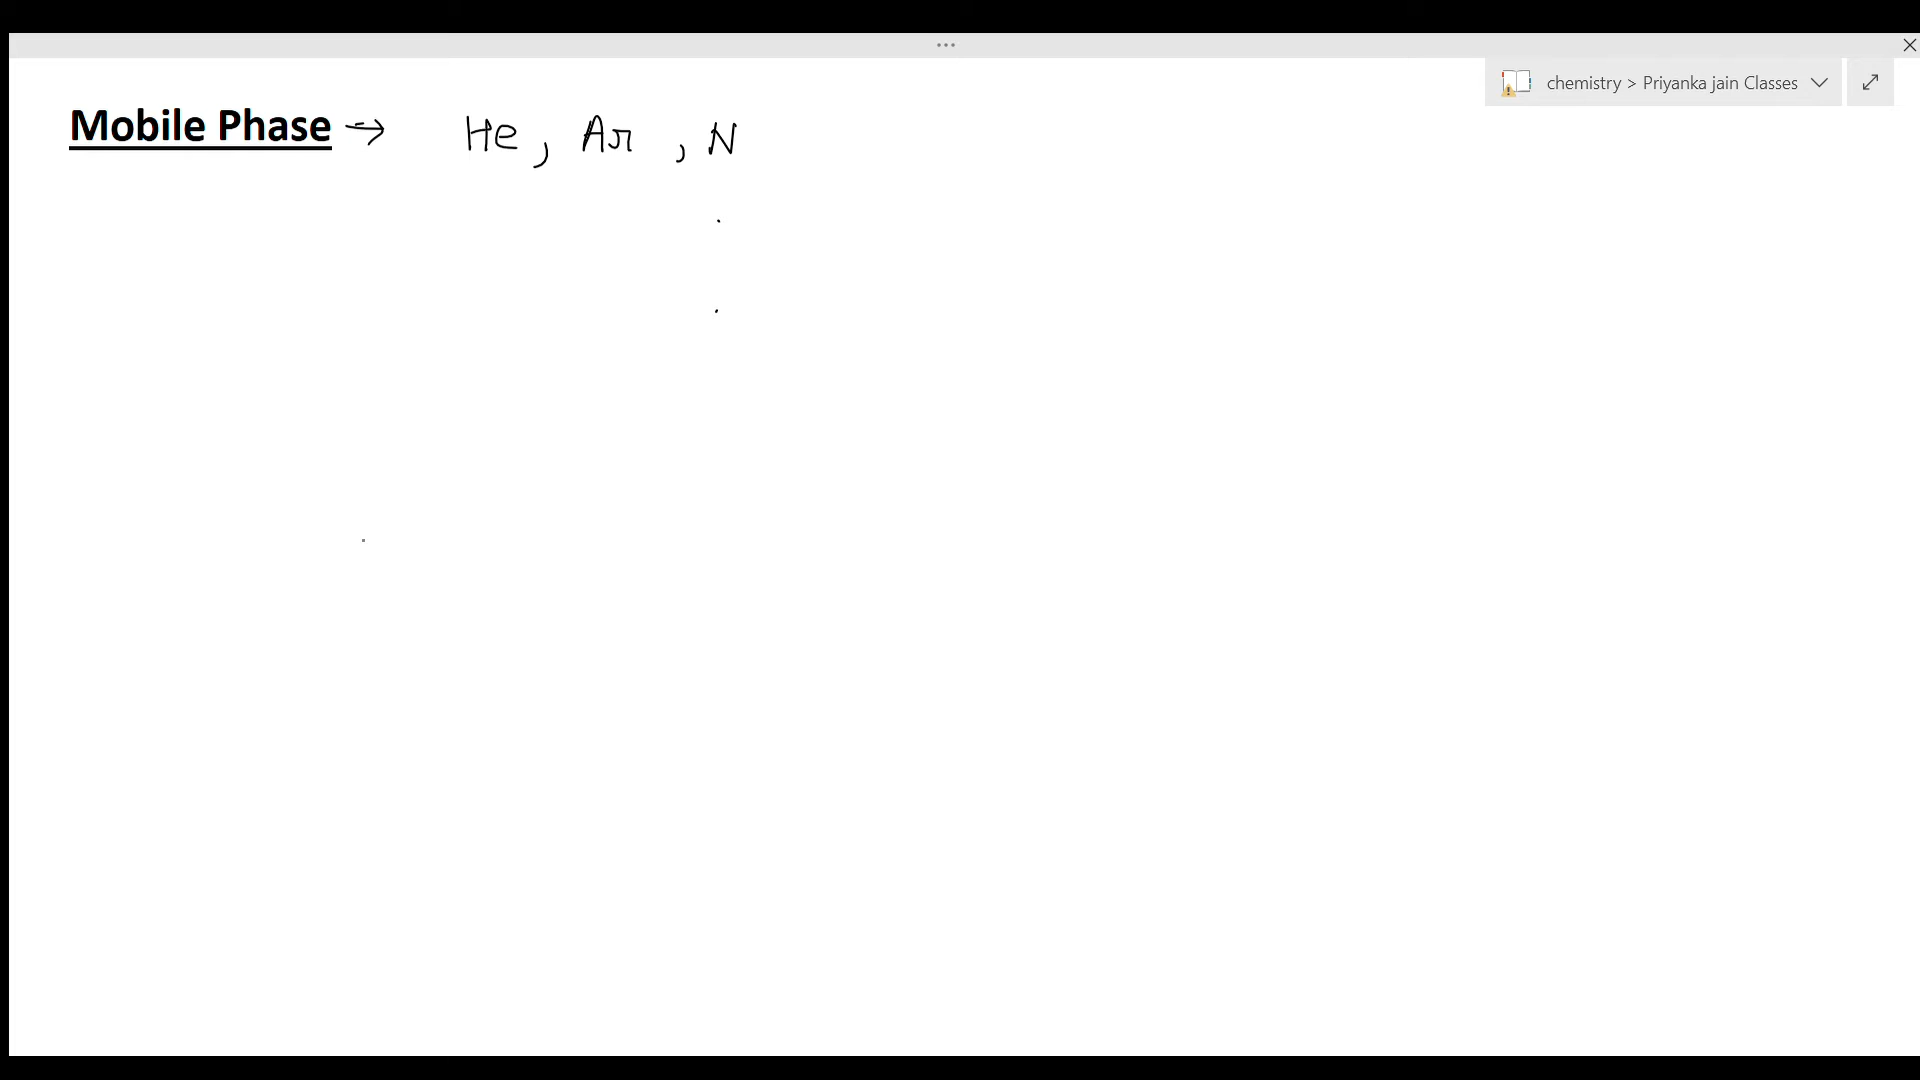 chemistry > Priyanka jain Classes
Mobile Phase → He, Ar, N